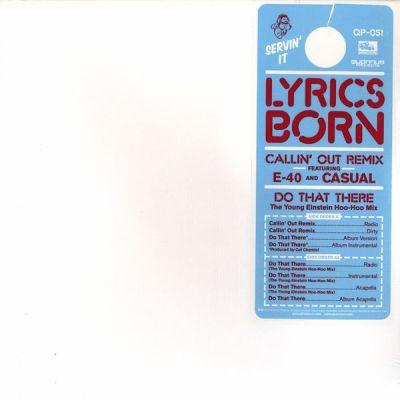 SERVIN' IT
QP-051
QUANNUM
PROJECTS
LYRICS
BORN
CALLIN' OUT REMIX
FEATURING
E-40 AND CASUAL
DO THAT THERE
The Young Einstein Hoo-Hoo Mix
Callin' Out Remix Radio
Callin' Out Remix Dirty
Do That There* Album Version
Do That There* Album Instrumental
Do That There Radio
(The Young Einstein Hoo-Hoo Mix)
Do That There Instrumental
(The Young Einstein Hoo-Hoo Mix)
Do That There Acapella
(The Young Einstein Hoo-Hoo Mix)
Do That There Album Acapella